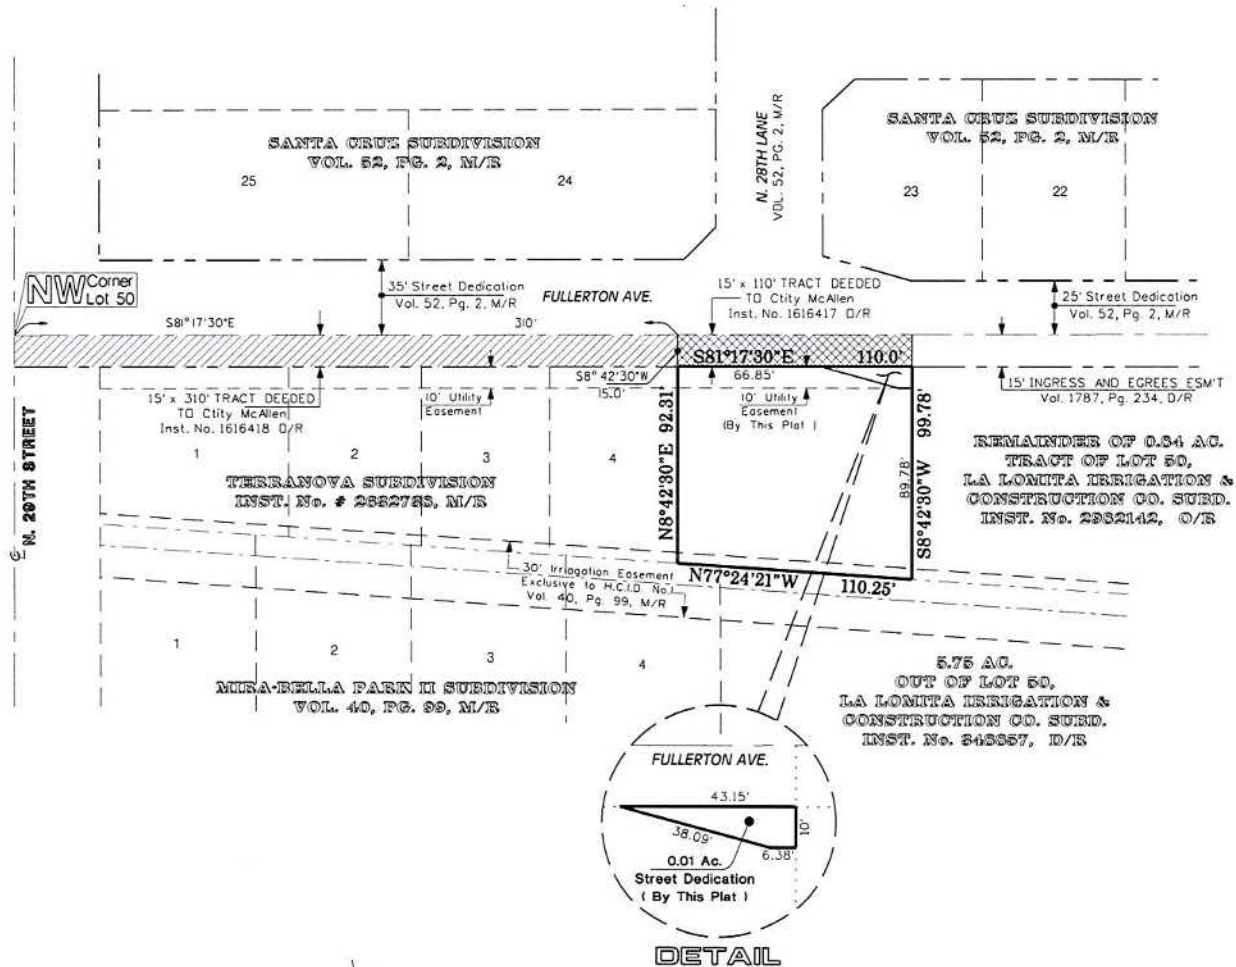 SANTA CRUZ SUBDIVISION
VOL. 52, PG. 2, M/R
25
24
N. 28TH LANE
VOL. 52, PG. 2, M/R
SANTA CRUZ SUBDIVISION
VOL. 52, PG. 2, M/R
23
22
NW Corner
Lot 50
35' Street Dedication
Vol. 52, Pg. 2, M/R
FULLERTON AVE.
15' x 110' TRACT DEEDED
TO Ctity McAllen
Inst. No. 1616417 O/R
25' Street Dedication
Vol. 52, Pg. 2, M/R
S81°17'30"E
310'
S81°17'30"E 110.0'
66.85'
S8°42'30"W
15.0'
15' x 310' TRACT DEEDED
TO Ctity McAllen
Inst. No. 1616418 O/R
10' Utility
Easement
10' Utility
Easement
(By This Plat )
15' INGRESS AND EGREES ESM'T
Vol. 1787, Pg. 234, D/R
N. 29TH STREET
1
2
3
4
TERRANOVA SUBDIVISION
INST. No. # 2632733, M/R
N8°42'30"E 92.31'
89.78'
S8°42'30"W 99.78'
REMAINDER OF 0.84 AC.
TRACT OF LOT 50,
LA LOMITA IRRIGATION &
CONSTRUCTION CO. SUBD.
INST. No. 2982142, O/R
30' Irriagation Easement
Exclusive to H.C.I.D. No.1
Vol. 40, Pg. 99, M/R
N77°24'21"W 110.25'
1
2
3
4
MIRA-BELLA PARK II SUBDIVISION
VOL. 40, PG. 99, M/R
5.75 AC.
OUT OF LOT 50,
LA LOMITA IRRIGATION &
CONSTRUCTION CO. SUBD.
INST. No. 348857, D/R
FULLERTON AVE.
43.15'
38.09'
10'
6.38'
0.01 Ac.
Street Dedication
( By This Plat )
DETAIL